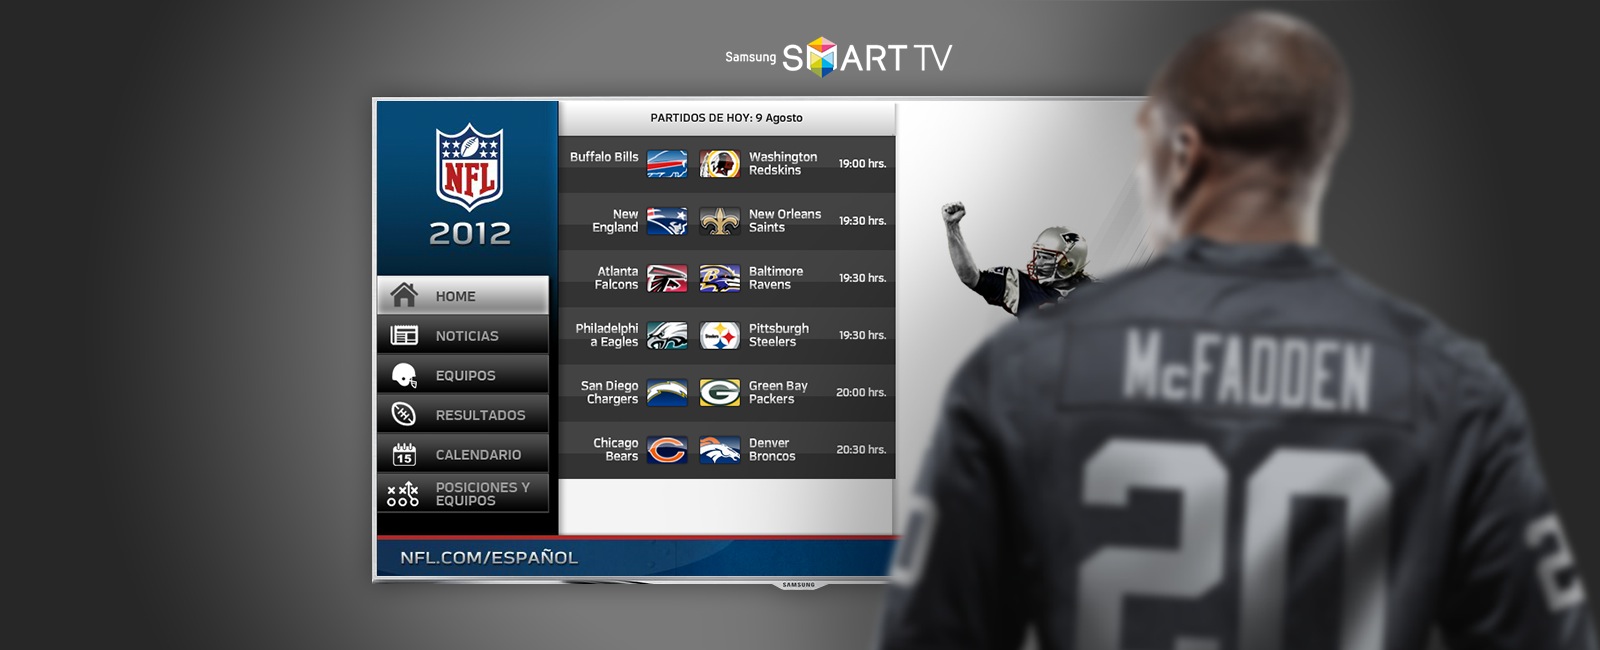 Samsung SMART TV
NFL
2012
HOME
NOTICIAS
EQUIPOS
RESULTADOS
15
CALENDARIO
POSICIONES Y
EQUIPOS
PARTIDOS DE HOY: 9 Agosto
Buffalo Bills
Washington
Redskins
19:00 hrs.
New
England
New Orleans
Saints
19:30 hrs.
Atlanta
Falcons
Baltimore
Ravens
19:30 hrs.
Philadelphi
a Eagles
Steelers
Pittsburgh
Steelers
19:30 hrs.
San Diego
Chargers
G
Green Bay
Packers
20:00 hrs.
Chicago
Bears
C
Denver
Broncos
20:30 hrs.
NFL.COM/ESPAÑOL
SAMSUNG
McFADDEN
20
2